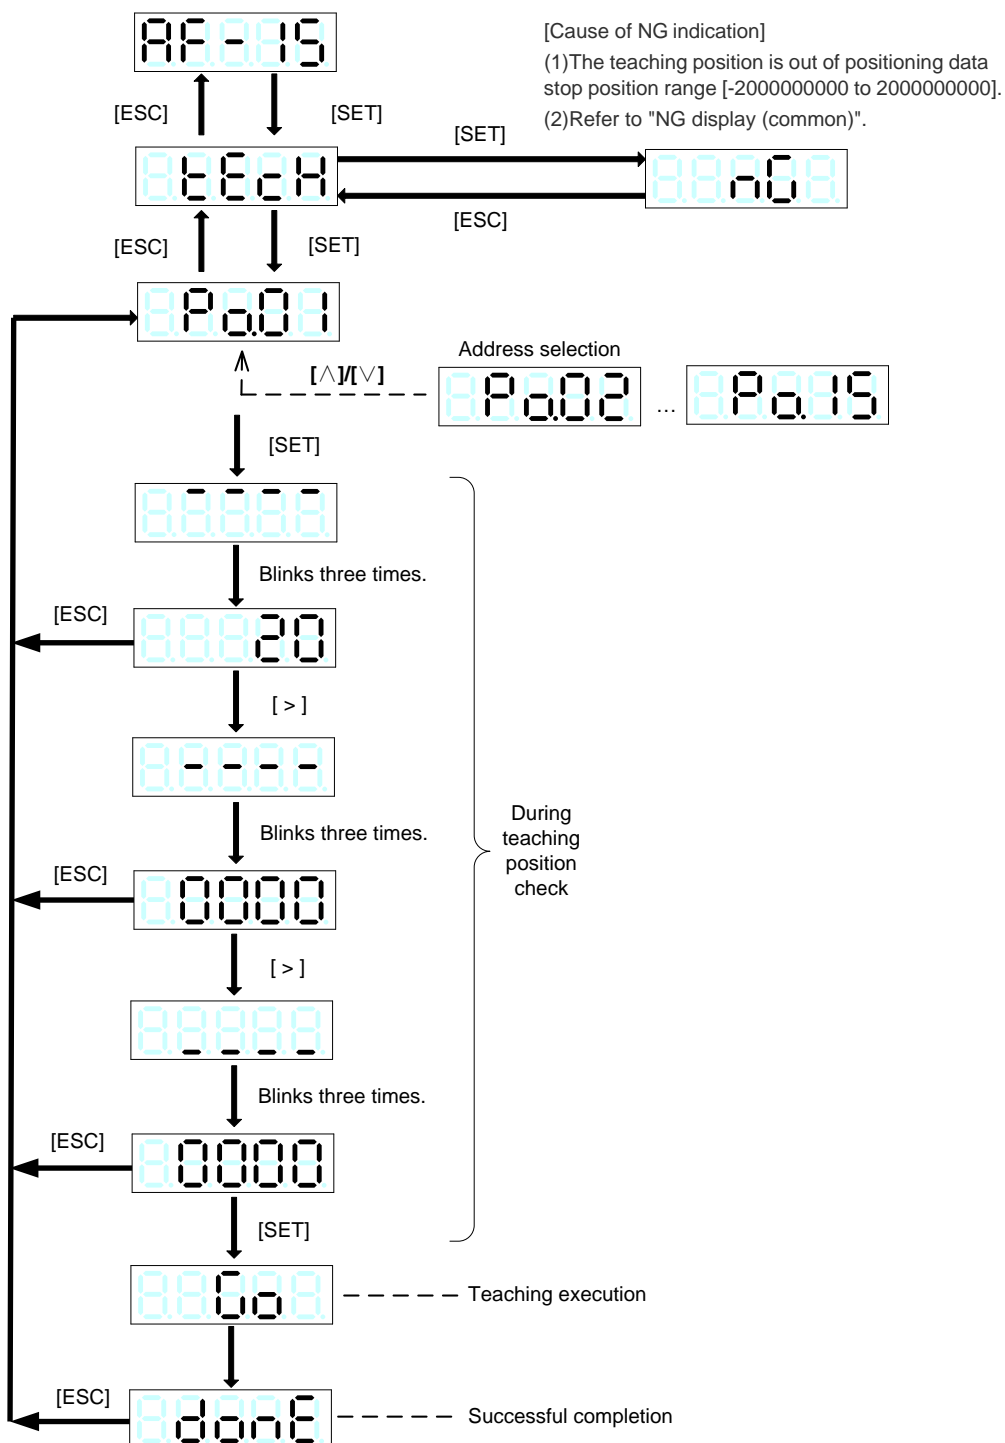 AF-15
[Cause of NG indication]
(1)The teaching position is out of positioning data
stop position range [-2000000000 to 2000000000].
(2)Refer to "NG display (common)".
[ESC]
[SET]
[SET]
tEcH
nG
[ESC]
[ESC]
[SET]
Po.01
Address selection
[∧]/[∨]
Po.02
...
Po.15
[SET]
----
Blinks three times.
[ESC]
20
[ > ]
----
During
teaching
position
check
Blinks three times.
[ESC]
0000
[ > ]
----
Blinks three times.
[ESC]
0000
[SET]
Go
Teaching execution
[ESC]
donE
Successful completion